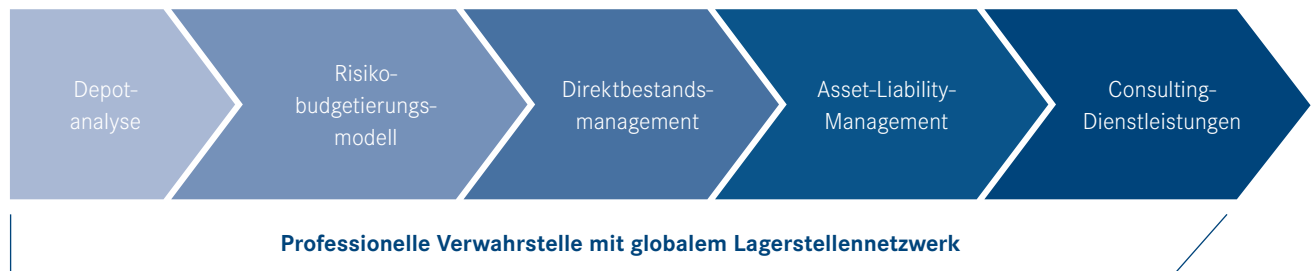 Depot-
analyse
Risiko-
budgetierungs-
modell
Direktbestands-
management
Asset-Liability-
Management
Consulting-
Dienstleistungen
Professionelle Verwahrstelle mit globalem Lagerstellennetzwerk